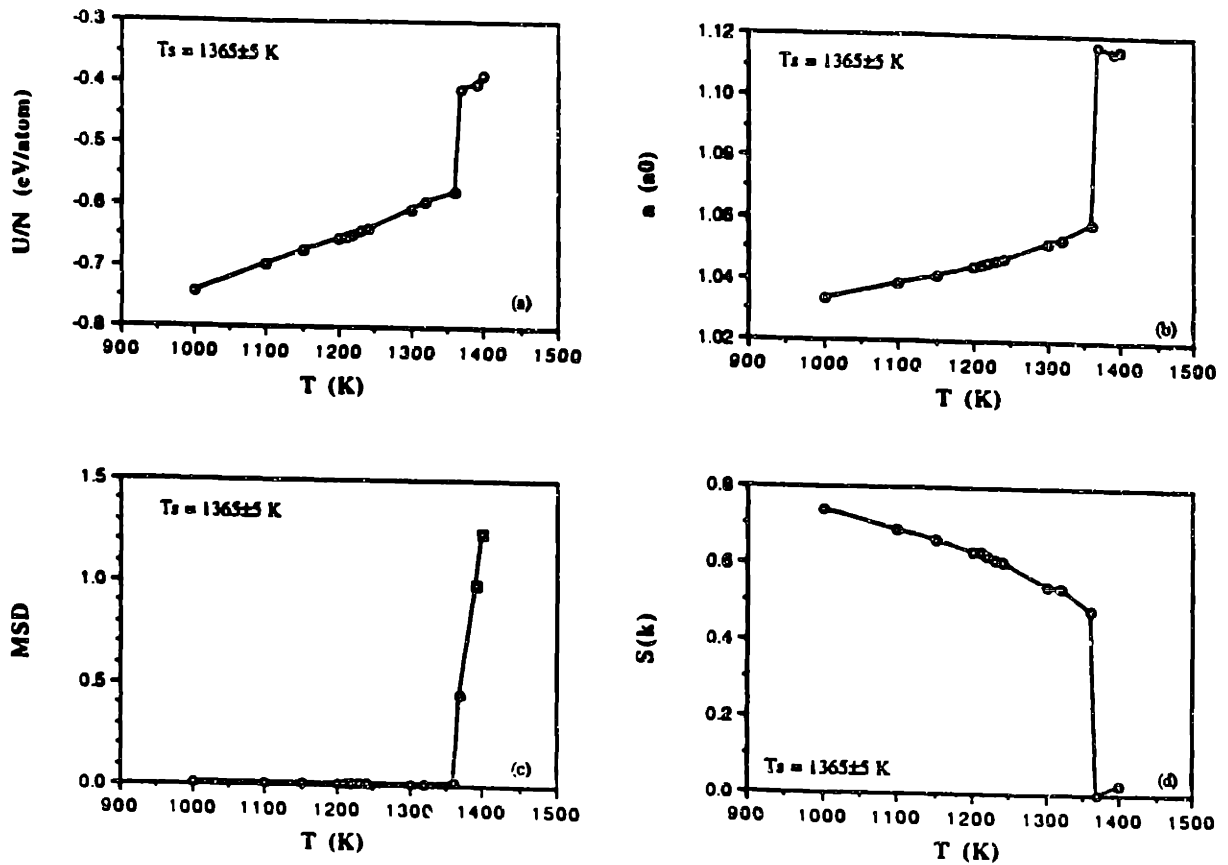 -0.3
-0.4
-0.5
-0.6
-0.7
-0.8
U/N (eV/atom)
Ts = 1365±5 K
(a)
900 1000 1100 1200 1300 1400 1500
T (K)
1.12
1.10
1.08
1.06
1.04
1.02
a (a0)
Ts = 1365±5 K
(b)
900 1000 1100 1200 1300 1400 1500
T (K)
1.5
1.0
0.5
0.0
MSD
Ts = 1365±5 K
(c)
900 1000 1100 1200 1300 1400 1500
T (K)
0.8
0.6
0.4
0.2
0.0
S(k)
Ts = 1365±5 K
(d)
900 1000 1100 1200 1300 1400 1500
T (K)